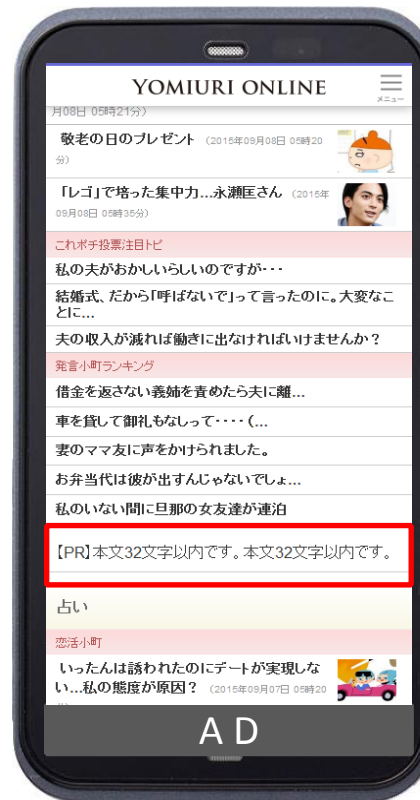 YOMIURI ONLINE
メニュー
月08日 05時21分）
敬老の日のプレゼント （2015年09月08日 05時20
分）
「レゴ」で培った集中力…永瀬匡さん （2015年
09月08日 05時35分）
これポチ投票注目トピ
私の夫がおかしいらしいのですが・・・
結婚式、だから「呼ばないで」って言ったのに。大変なこ
とに…
夫の収入が減れば働きに出なければいけませんか？
発言小町ランキング
借金を返さない義姉を責めたら夫に離…
車を貸して御礼もなしって・・・・（…
妻のママ友に声をかけられました。
お弁当代は彼が出すんじゃないでしょ…
私のいない間に旦那の女友達が連泊
【PR】本文32文字以内です。本文32文字以内です。
占い
恋活小町
いったんは誘われたのにデートが実現しな
い…私の態度が原因？ （2015年09月07日 05時20
AD